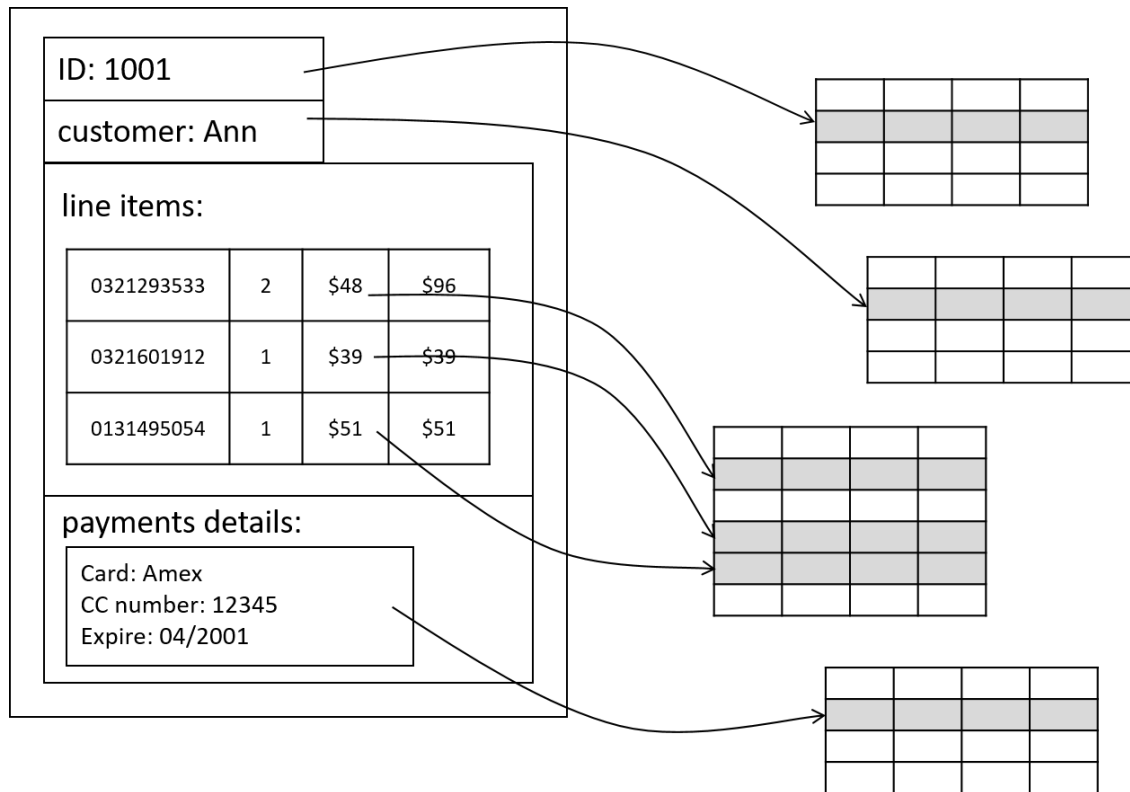 ID: 1001
customer: Ann
line items:
0321293533 2 $48 $96
0321601912 1 $39 $39
0131495054 1 $51 $51
payments details:
Card: Amex
CC number: 12345
Expire: 04/2001